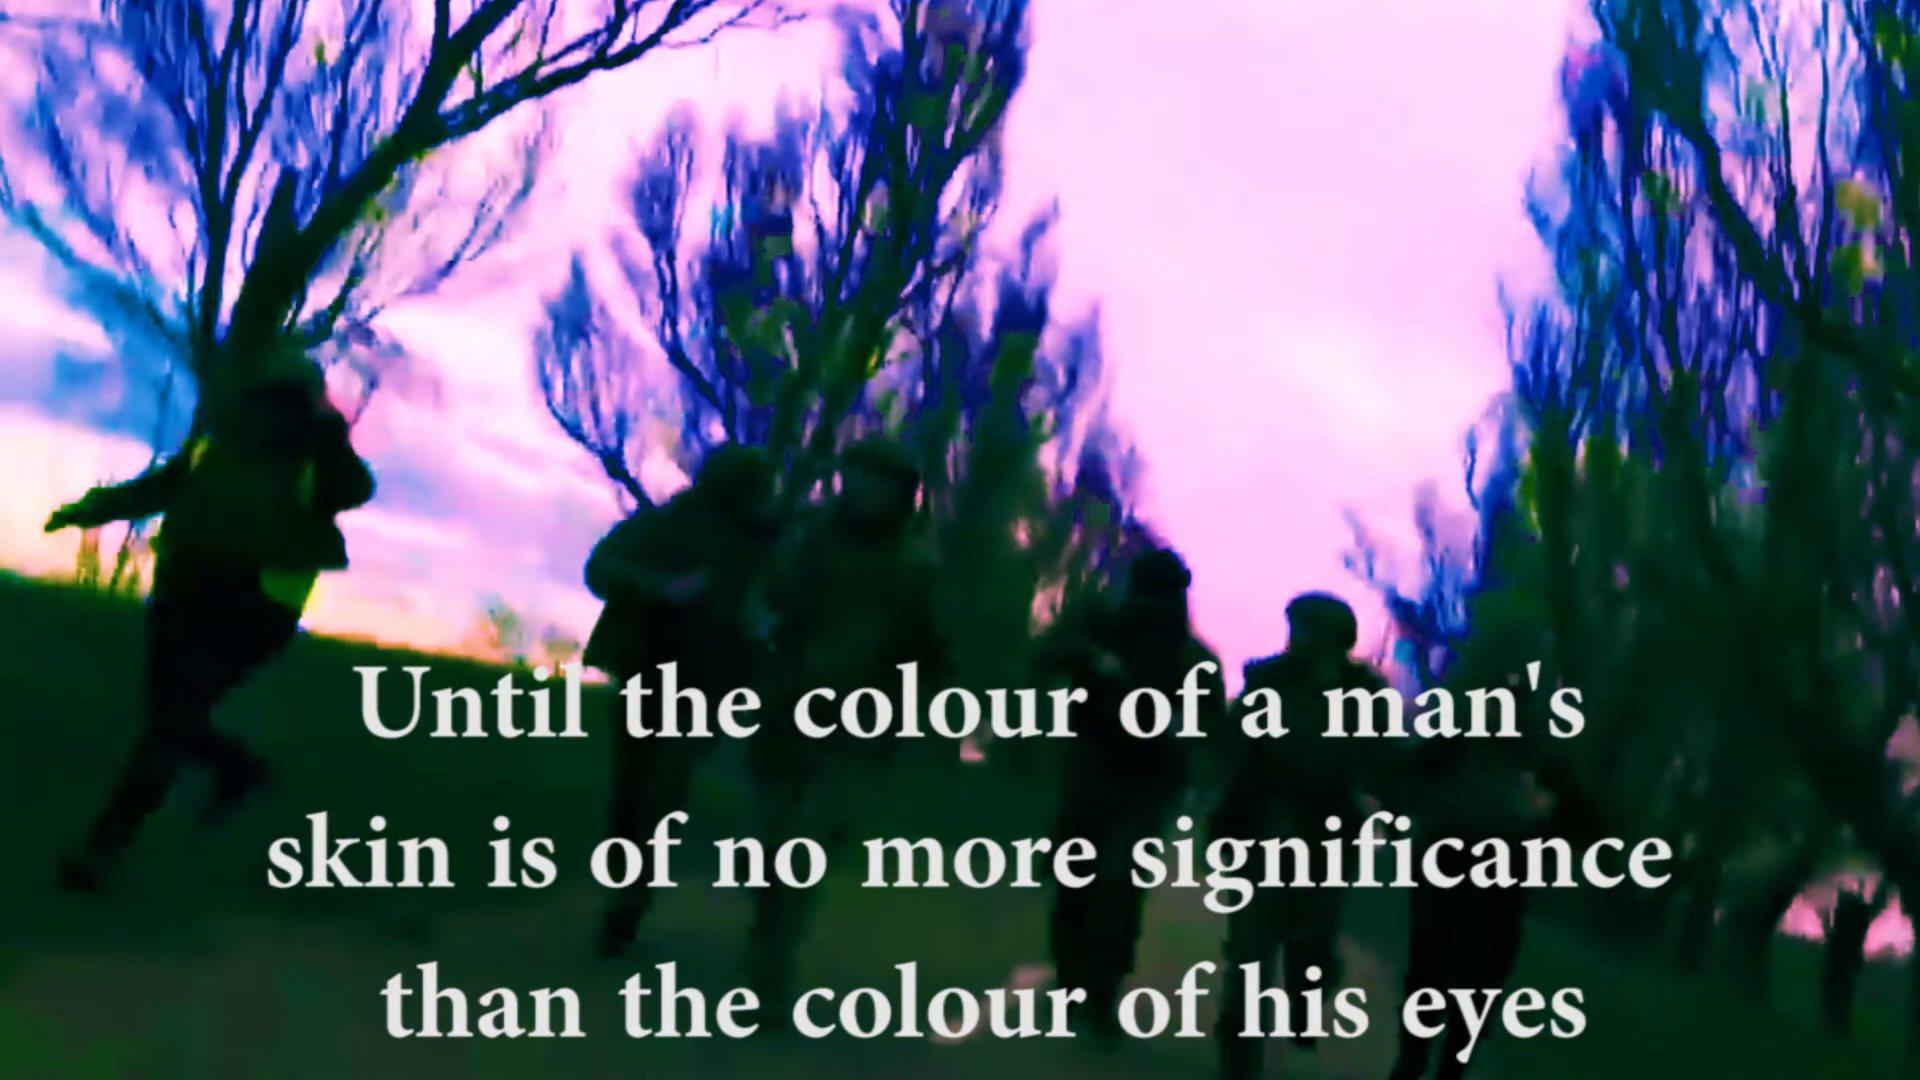 Until the colour of a man's
skin is of no more significance
than the colour of his eyes